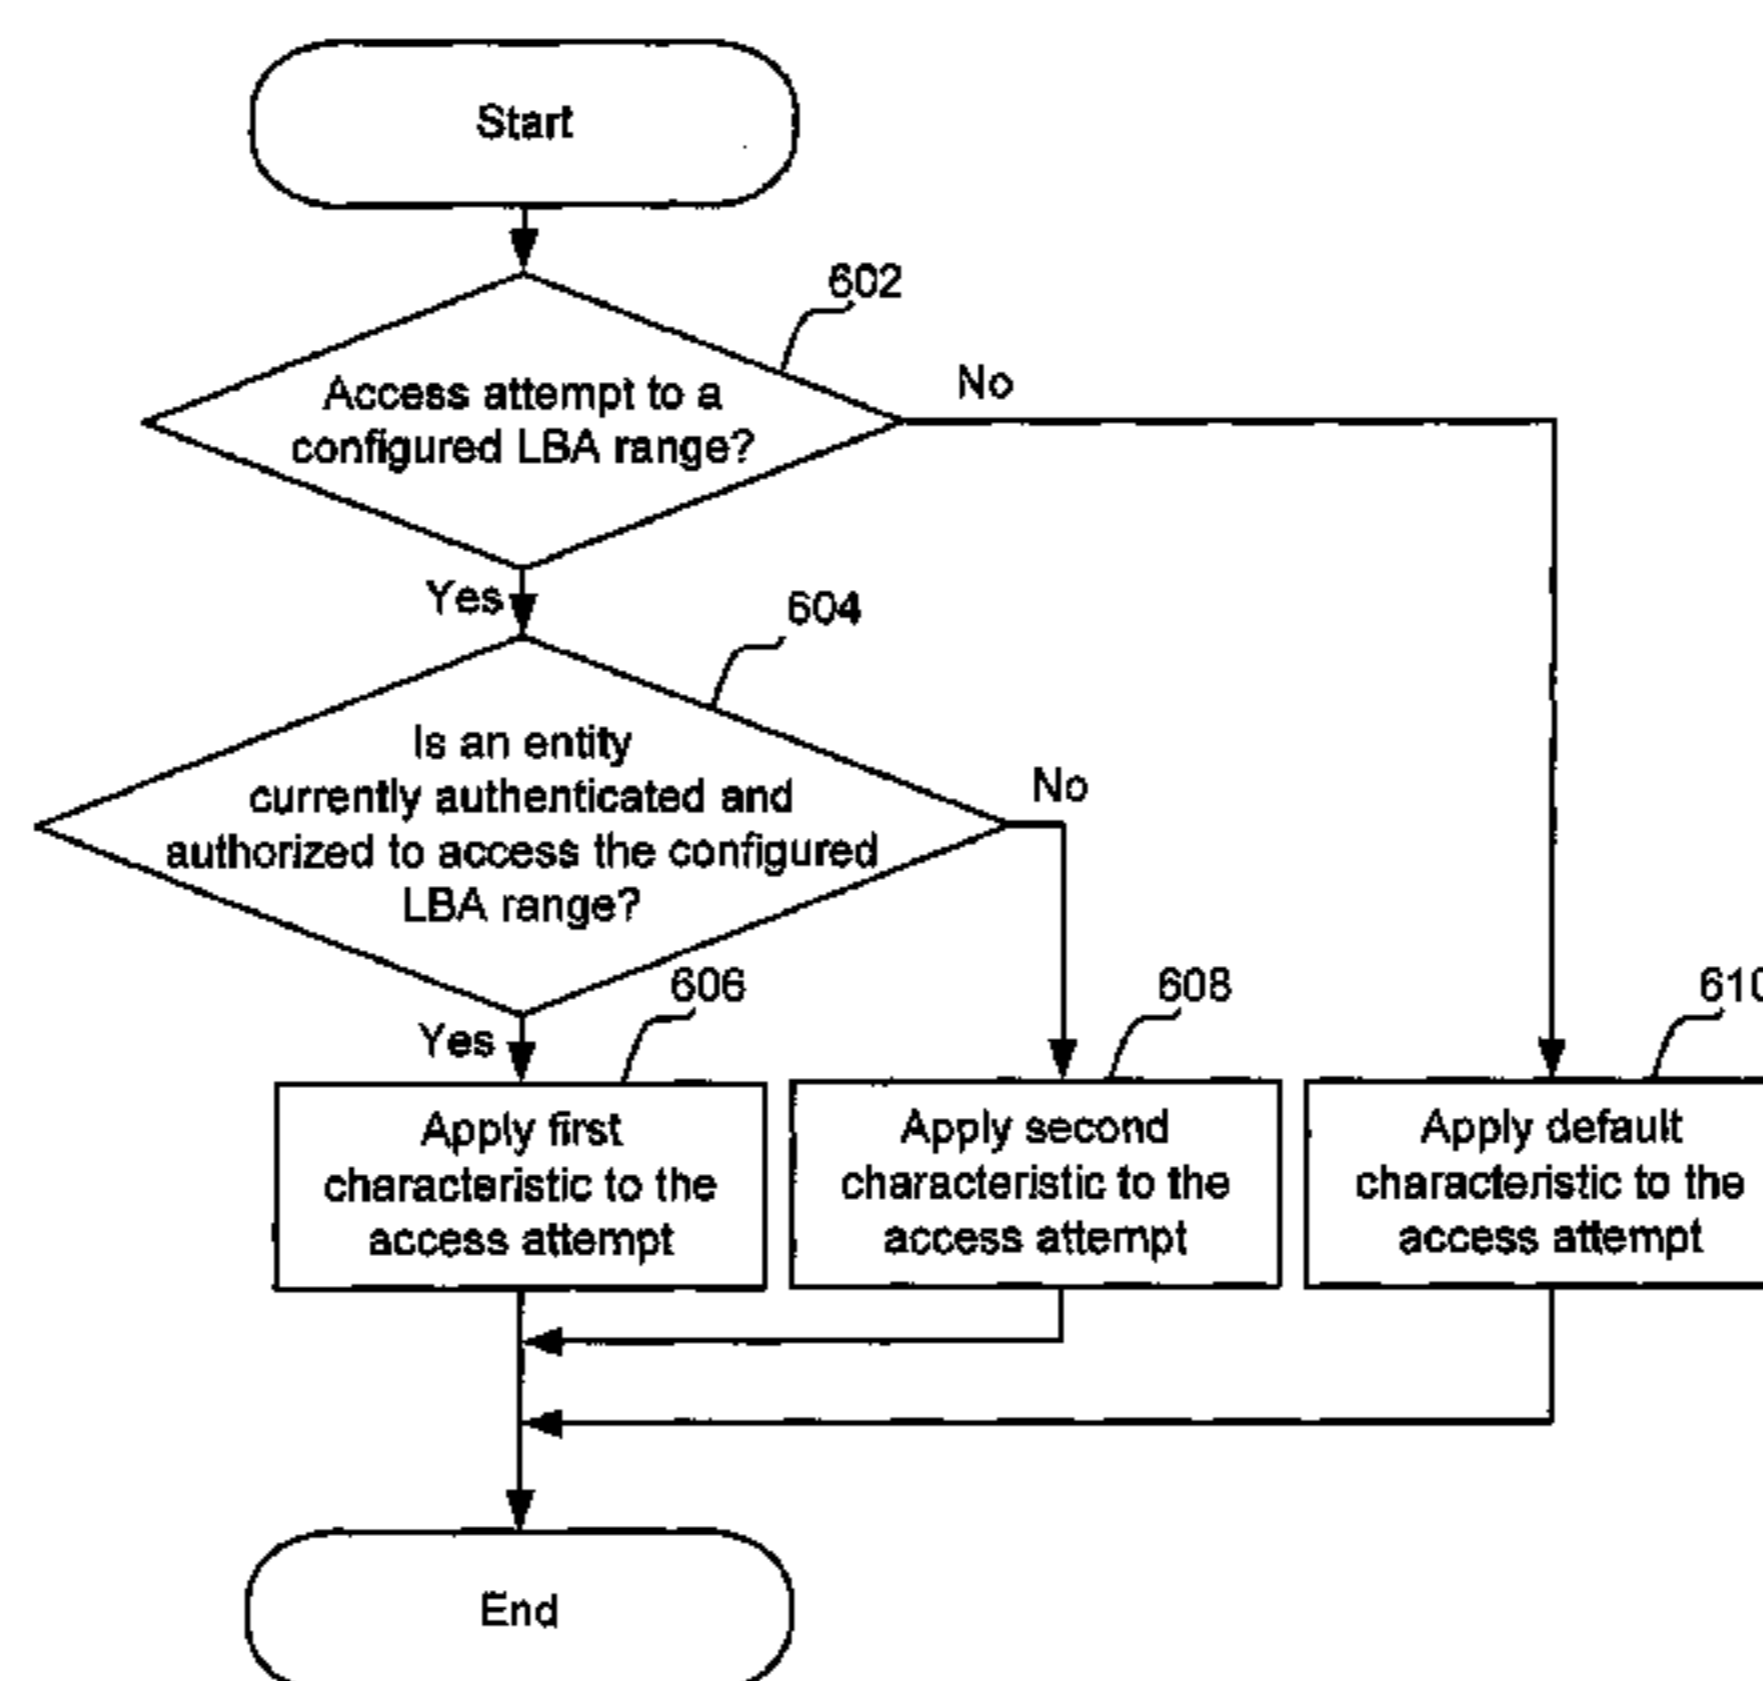 Start
602
Access attempt to a
configured LBA range?
No
Yes
604
Is an entity
currently authenticated and
authorized to access the configured
LBA range?
No
Yes
606
608
610
Apply first
characteristic to the
access attempt
Apply second
characteristic to the
access attempt
Apply default
characteristic to the
access attempt
End